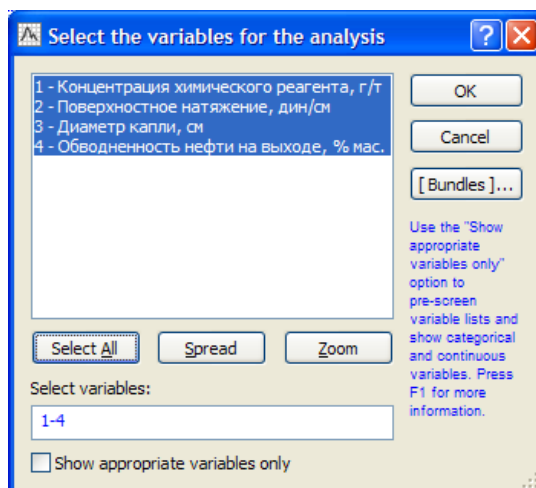 Select the variables for the analysis
1 - Концентрация химического реагента, г/т
2 - Поверхностное натяжение, дин/см
3 - Диаметр капли, см
4 - Обводненность нефти на выходе, % мас.
OK
Cancel
[ Bundles ]...
Use the "Show
appropriate
variables only"
option to
pre-screen
variable lists and
show categorical
and continuous
variables. Press
F1 for more
information.
Select All
Spread
Zoom
Select variables:
1-4
Show appropriate variables only